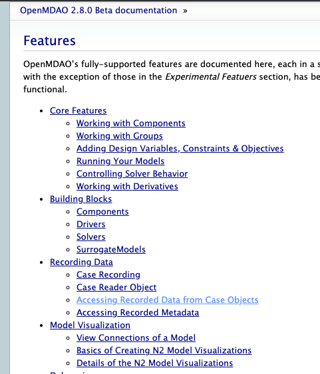 OpenMDAO 2.8.0 Beta documentation »
Features
OpenMDAO's fully-supported features are documented here, each in a s
with the exception of those in the Experimental Featuers section, has be
functional.
• Core Features
◦ Working with Components
◦ Working with Groups
◦ Adding Design Variables, Constraints & Objectives
◦ Running Your Models
◦ Controlling Solver Behavior
◦ Working with Derivatives
• Building Blocks
◦ Components
◦ Drivers
◦ Solvers
◦ SurrogateModels
• Recording Data
◦ Case Recording
◦ Case Reader Object
◦ Accessing Recorded Data from Case Objects
◦ Accessing Recorded Metadata
• Model Visualization
◦ View Connections of a Model
◦ Basics of Creating N2 Model Visualizations
◦ Details of the N2 Model Visualizations